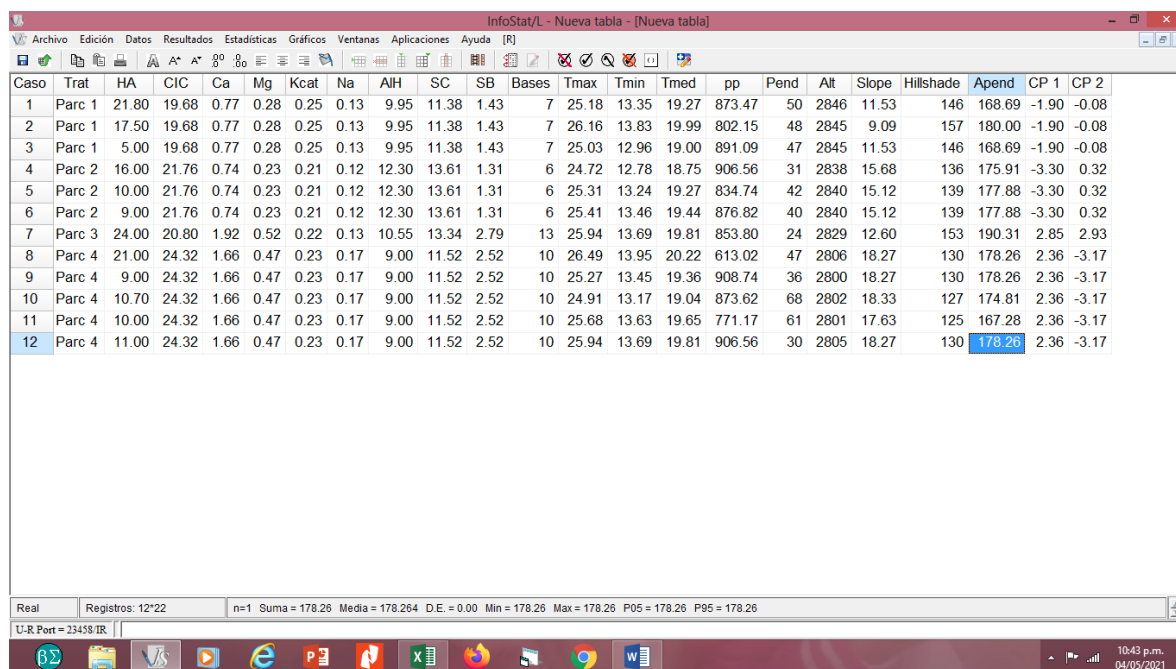 InfoStat/L - Nueva tabla - [Nueva tabla]
Archivo Edición Datos Resultados Estadísticas Gráficos Ventanas Aplicaciones Ayuda [R]
Caso Trat HA CIC Ca Mg Kcat Na AlH SC SB Bases Tmax Tmin Tmed pp Pend Alt Slope Hillshade Apend CP 1 CP 2
1 Parc 1 21.80 19.68 0.77 0.28 0.25 0.13 9.95 11.38 1.43 7 25.18 13.35 19.27 873.47 50 2846 11.53 146 168.69 -1.90 -0.08
2 Parc 1 17.50 19.68 0.77 0.28 0.25 0.13 9.95 11.38 1.43 7 26.16 13.83 19.99 802.15 48 2845 9.09 157 180.00 -1.90 -0.08
3 Parc 1 5.00 19.68 0.77 0.28 0.25 0.13 9.95 11.38 1.43 7 25.03 12.96 19.00 891.09 47 2845 11.53 146 168.69 -1.90 -0.08
4 Parc 2 16.00 21.76 0.74 0.23 0.21 0.12 12.30 13.61 1.31 6 24.72 12.78 18.75 906.56 31 2838 15.68 136 175.91 -3.30 0.32
5 Parc 2 10.00 21.76 0.74 0.23 0.21 0.12 12.30 13.61 1.31 6 25.31 13.24 19.27 834.74 42 2840 15.12 139 177.88 -3.30 0.32
6 Parc 2 9.00 21.76 0.74 0.23 0.21 0.12 12.30 13.61 1.31 6 25.41 13.46 19.44 876.82 40 2840 15.12 139 177.88 -3.30 0.32
7 Parc 3 24.00 20.80 1.92 0.52 0.22 0.13 10.55 13.34 2.79 13 25.94 13.69 19.81 853.80 24 2829 12.60 153 190.31 2.85 2.93
8 Parc 4 21.00 24.32 1.66 0.47 0.23 0.17 9.00 11.52 2.52 10 26.49 13.95 20.22 613.02 47 2806 18.27 130 178.26 2.36 -3.17
9 Parc 4 9.00 24.32 1.66 0.47 0.23 0.17 9.00 11.52 2.52 10 25.27 13.45 19.36 908.74 36 2800 18.27 130 178.26 2.36 -3.17
10 Parc 4 10.70 24.32 1.66 0.47 0.23 0.17 9.00 11.52 2.52 10 24.91 13.17 19.04 873.62 68 2802 18.33 127 174.81 2.36 -3.17
11 Parc 4 10.00 24.32 1.66 0.47 0.23 0.17 9.00 11.52 2.52 10 25.68 13.63 19.65 771.17 61 2801 17.63 125 167.28 2.36 -3.17
12 Parc 4 11.00 24.32 1.66 0.47 0.23 0.17 9.00 11.52 2.52 10 25.94 13.69 19.81 906.56 30 2805 18.27 130 178.26 2.36 -3.17
Real Registros: 12*22 n=1 Suma = 178.26 Media = 178.264 D.E. = 0.00 Min = 178.26 Max = 178.26 P05 = 178.26 P95 = 178.26
U-R Port = 23458/IR
10:43 p.m.
04/05/2021